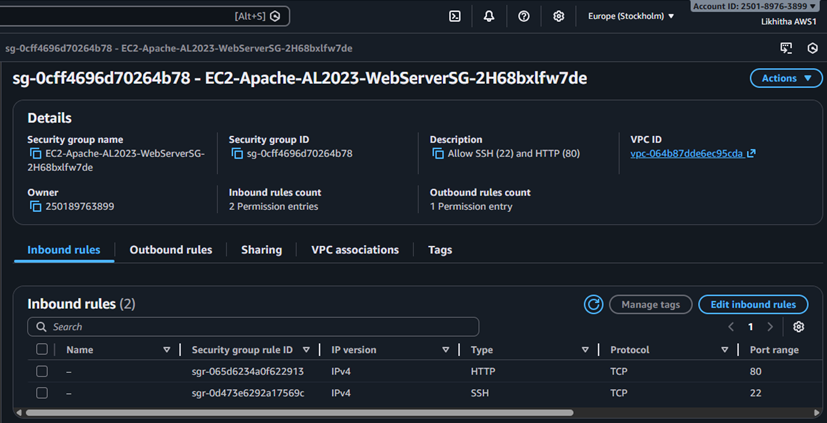 [Alt+S]
Europe (Stockholm)
Account ID: 2501-8976-3899
Likhitha AWS1
sg-0cff4696d70264b78 - EC2-Apache-AL2023-WebServerSG-2H68bxlfw7de
sg-0cff4696d70264b78 - EC2-Apache-AL2023-WebServerSG-2H68bxlfw7de
Actions
Details
Security group name
EC2-Apache-AL2023-WebServerSG-
2H68bxlfw7de
Security group ID
sg-0cff4696d70264b78
Description
Allow SSH (22) and HTTP (80)
VPC ID
vpc-064b87dde6ec95cda
Owner
250189763899
Inbound rules count
2 Permission entries
Outbound rules count
1 Permission entry
Inbound rules
Outbound rules
Sharing
VPC associations
Tags
Inbound rules (2)
Manage tags
Edit inbound rules
Search
1
Name Security group rule ID IP version Type Protocol Port range
– sgr-065d6234a0f622913 IPv4 HTTP TCP 80
– sgr-0d473e6292a17569c IPv4 SSH TCP 22